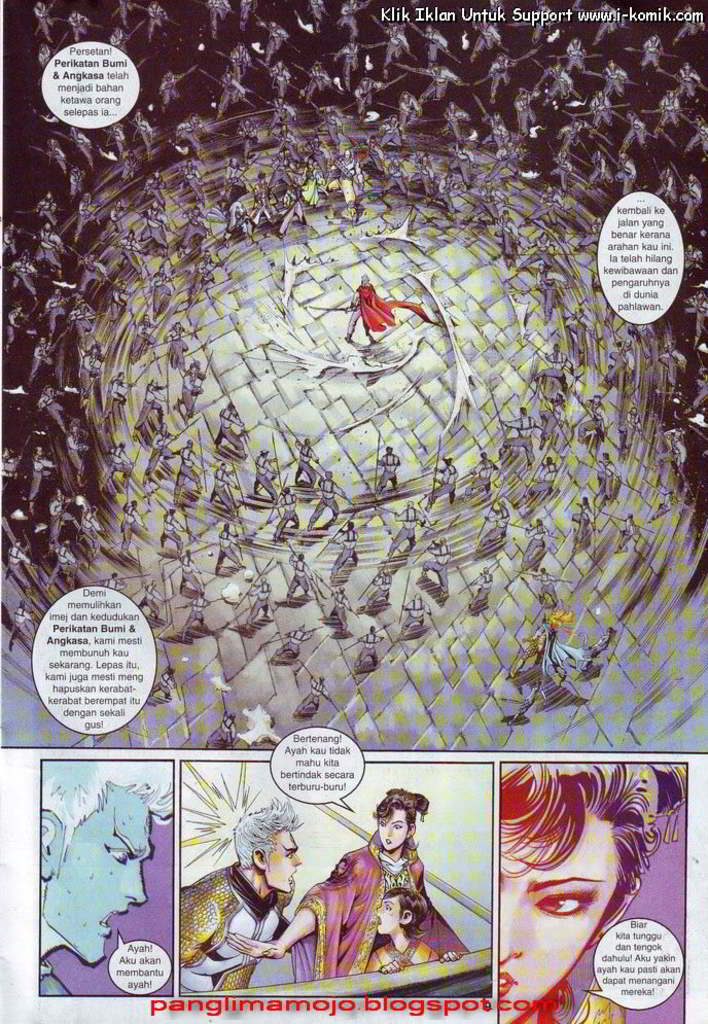 Klik Iklan Untuk Support www.i-komik.com
Persetan!
Perikatan Bumi
& Angkasa telah
menjadi bahan
ketawa orang
selepas ia...
...
kembali ke
jalan yang
benar kerana
arahan kau ini.
Ia telah hilang
kewibawaan dan
pengaruhnya
di dunia
pahlawan.
Demi
memulihkan
imej dan kedudukan
Perikatan Bumi &
Angkasa, kami mesti
membunuh kau
sekarang. Lepas itu,
kami juga mesti meng
hapuskan kerabat-
kerabat berempat itu
dengan sekali
gus!
Bertenang!
Ayah kau tidak
mahu kita
bertindak secara
terburu-buru!
Ayah!
Aku akan
membantu
ayah!
Biar
kita tunggu
dan tengok
dahulu! Aku yakin
ayah kau pasti akan
dapat menangani
mereka!
panglimamojo.blogspot.com